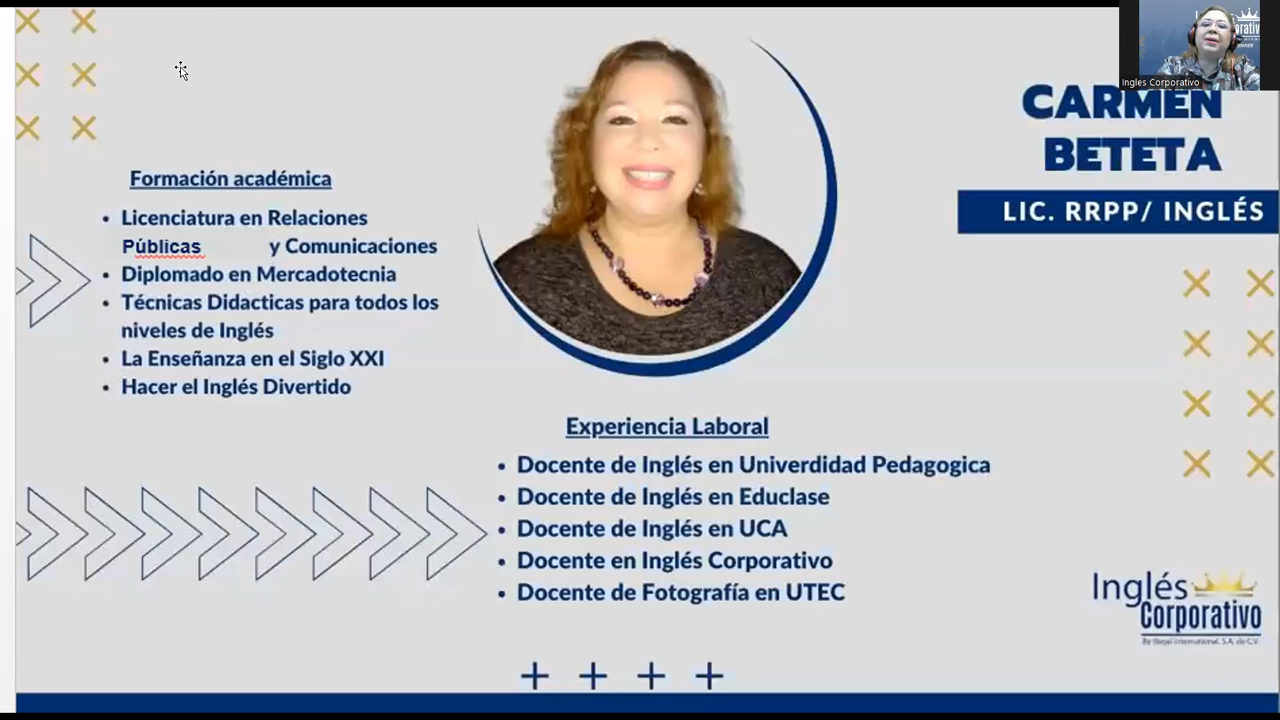 Ingles Corporativo
CARMEN
BETETA
LIC. RRPP/ INGLÉS
Formación académica
• Licenciatura en Relaciones
Públicas y Comunicaciones
• Diplomado en Mercadotecnia
• Técnicas Didacticas para todos los
niveles de Inglés
• La Enseñanza en el Siglo XXI
• Hacer el Inglés Divertido
Experiencia Laboral
• Docente de Inglés en Univerdidad Pedagogica
• Docente de Inglés en Educlase
• Docente de Inglés en UCA
• Docente en Inglés Corporativo
• Docente de Fotografía en UTEC
Inglés
Corporativo
International, S.A. de C.V.